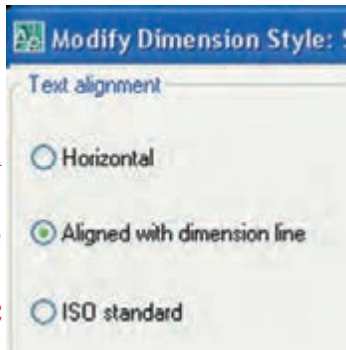 Modify Dimension Style:
Text alignment
Horizontal
Aligned with dimension line
ISO standard